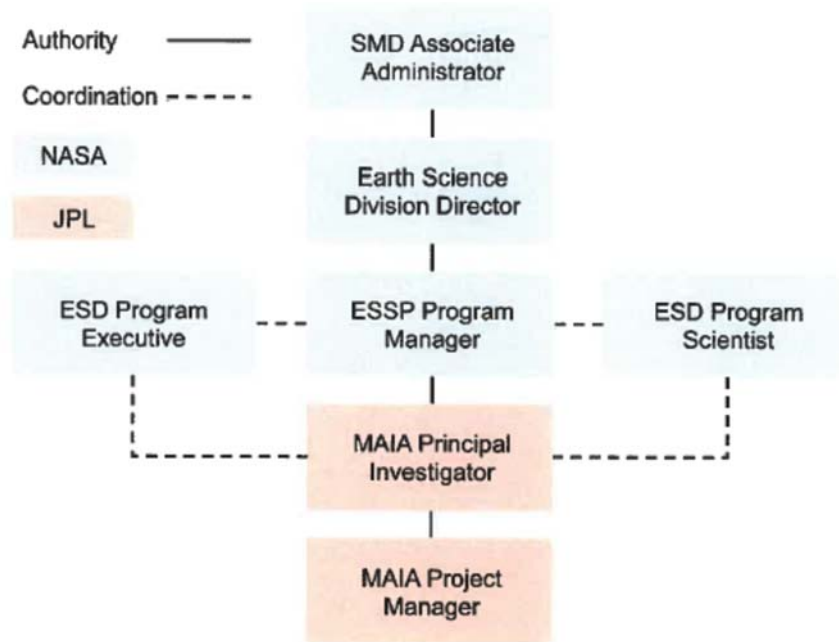 Authority
Coordination
NASA
JPL
SMD Associate
Administrator
Earth Science
Division Director
ESD Program
Executive
ESSP Program
Manager
ESD Program
Scientist
MAIA Principal
Investigator
MAIA Project
Manager